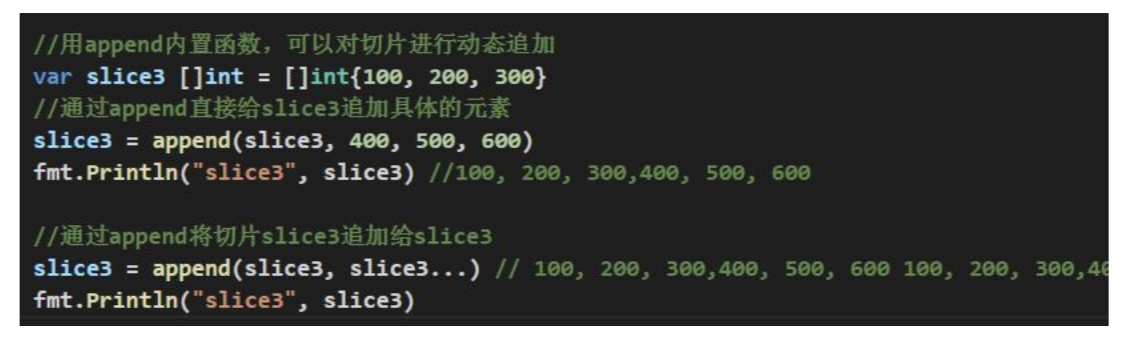 //用append内置函数，可以对切片进行动态追加
var slice3 []int = []int{100, 200, 300}
//通过append直接给slice3追加具体的元素
slice3 = append(slice3, 400, 500, 600)
fmt.Println("slice3", slice3) //100, 200, 300,400, 500, 600
//通过append将切片slice3追加给slice3
slice3 = append(slice3, slice3...) // 100, 200, 300,400, 500, 600 100, 200, 300,40
fmt.Println("slice3", slice3)